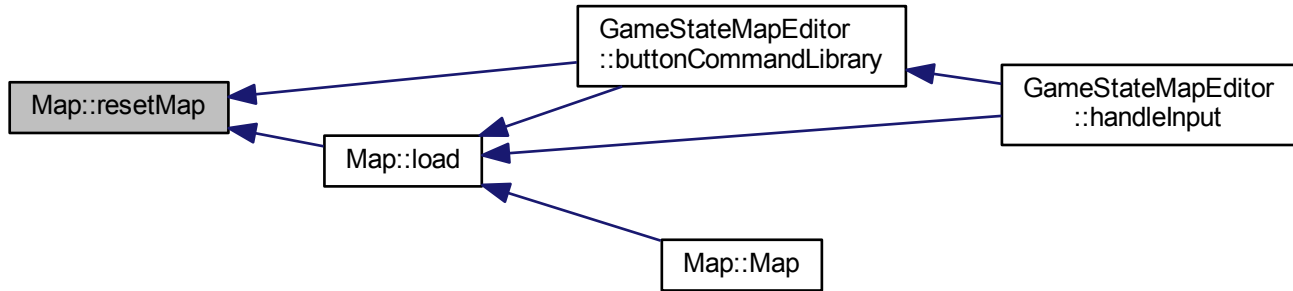 Map::resetMap
GameStateMapEditor
::buttonCommandLibrary
Map::load
GameStateMapEditor
::handleInput
Map::Map